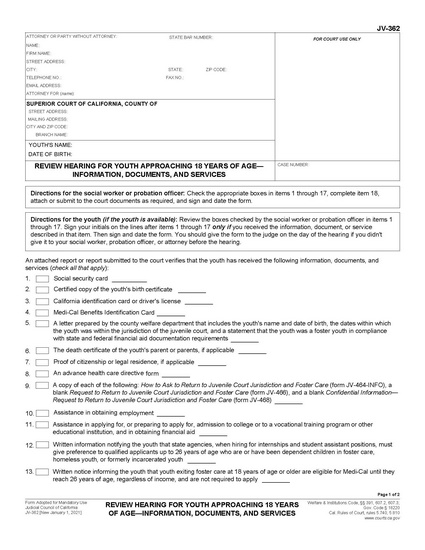 JV-362
ATTORNEY OR PARTY WITHOUT ATTORNEY: STATE BAR NUMBER:
NAME:
FIRM NAME:
STREET ADDRESS:
CITY: STATE: ZIP CODE:
TELEPHONE NO.: FAX NO.:
EMAIL ADDRESS:
ATTORNEY FOR (name):
FOR COURT USE ONLY
SUPERIOR COURT OF CALIFORNIA, COUNTY OF
STREET ADDRESS:
MAILING ADDRESS:
CITY AND ZIP CODE:
BRANCH NAME:
YOUTH'S NAME:
DATE OF BIRTH:
REVIEW HEARING FOR YOUTH APPROACHING 18 YEARS OF AGE—
INFORMATION, DOCUMENTS, AND SERVICES
CASE NUMBER:
Directions for the social worker or probation officer: Check the appropriate boxes in items 1 through 17, complete item 18,
attach or submit to the court documents as required, and sign and date the form.
Directions for the youth (if the youth is available): Review the boxes checked by the social worker or probation officer in items 1
through 17. Sign your initials on the lines after items 1 through 17 only if you received the information, document, or service
described in that item. Then sign and date the form. You should give the form to the judge on the day of the hearing if you didn't
give it to your social worker, probation officer, or attorney before the hearing.
An attached report or report submitted to the court verifies that the youth has received the following information, documents, and
services (check all that apply):
1. Social security card
2. Certified copy of the youth's birth certificate
3. California identification card or driver's license
4. Medi-Cal Benefits Identification Card
5. A letter prepared by the county welfare department that includes the youth's name and date of birth, the dates within which
the youth was within the jurisdiction of the juvenile court, and a statement that the youth was a foster youth in compliance
with state and federal financial aid documentation requirements
6. The death certificate of the youth's parent or parents, if applicable
7. Proof of citizenship or legal residence, if applicable
8. An advance health care directive form
9. A copy of each of the following: How to Ask to Return to Juvenile Court Jurisdiction and Foster Care (form JV-464-INFO), a
blank Request to Return to Juvenile Court Jurisdiction and Foster Care (form JV-466), and a blank Confidential Information—
Request to Return to Juvenile Court Jurisdiction and Foster Care (form JV-468)
10. Assistance in obtaining employment
11. Assistance in applying for, or preparing to apply for, admission to college or to a vocational training program or other
educational institution, and in obtaining financial aid
12. Written information notifying the youth that state agencies, when hiring for internships and student assistant positions, must
give preference to qualified applicants up to 26 years of age who are or have been dependent children in foster care,
homeless youth, or formerly incarcerated youth
13. Written notice informing the youth that youth exiting foster care at 18 years of age or older are eligible for Medi-Cal until they
reach 26 years of age, regardless of income, and are not required to apply
Page 1 of 2
Form Adopted for Mandatory Use
Judicial Council of California
JV-362 [New January 1, 2021]
REVIEW HEARING FOR YOUTH APPROACHING 18 YEARS
OF AGE—INFORMATION, DOCUMENTS, AND SERVICES
Welfare & Institutions Code, §§ 391, 607.2, 607.3;
Gov. Code § 18220
Cal. Rules of Court, rules 5.740, 5.810
www.courts.ca.gov